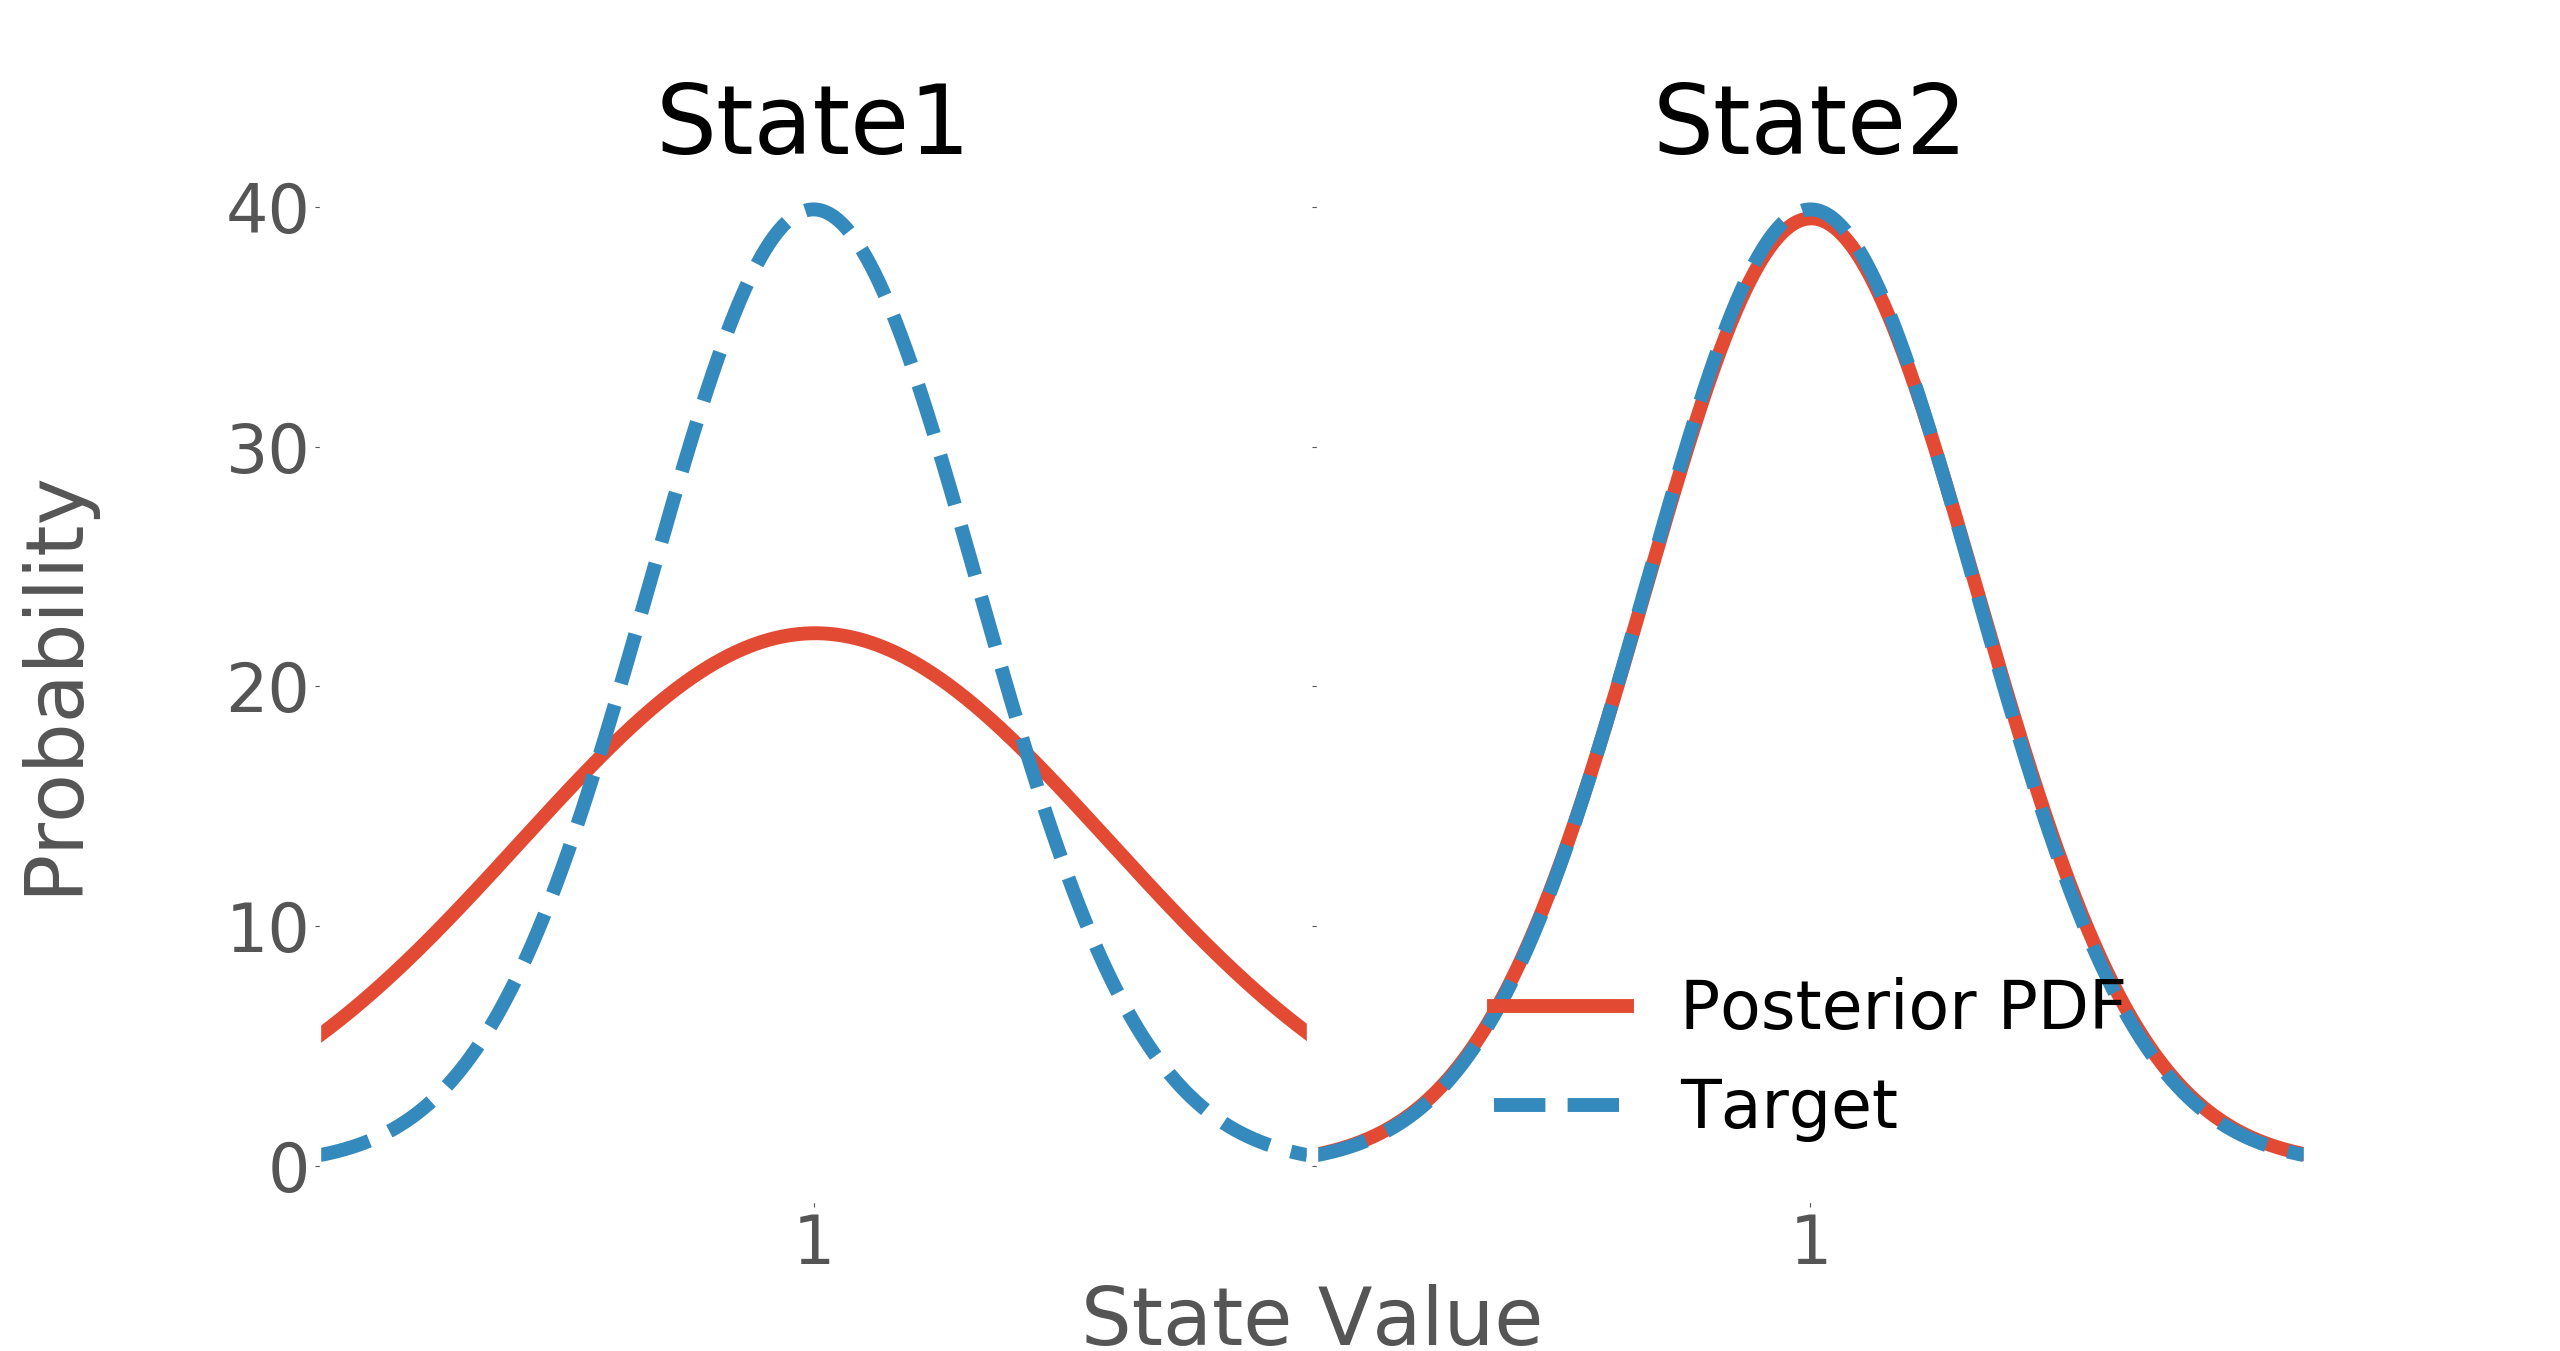 State1
State2
40
30
20
10
0
Probability
Posterior PDF
Target
1
1
State Value